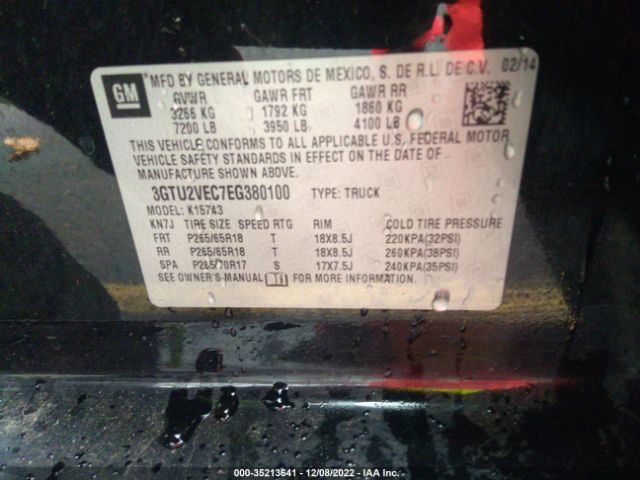 GM
MFD BY GENERAL MOTORS DE MEXICO, S. DE R.L. DE C.V. 02/14
GVWR GAWR FRT GAWR RR
3266 KG 1792 KG 1860 KG
7200 LB 3950 LB 4100 LB
THIS VEHICLE CONFORMS TO ALL APPLICABLE U.S. FEDERAL MOTOR
VEHICLE SAFETY STANDARDS IN EFFECT ON THE DATE OF
MANUFACTURE SHOWN ABOVE.
3GTU2VEC7EG380100 TYPE: TRUCK
MODEL: K15743
KN7J TIRE SIZE SPEED RTG RIM COLD TIRE PRESSURE
FRT P265/65R18 T 18X8.5J 220KPA(32PSI)
RR P265/65R18 T 18X8.5J 260KPA(38PSI)
SPA P265/70R17 S 17X7.5J 240KPA(35PSI)
SEE OWNER'S MANUAL FOR MORE INFORMATION.
000-35213641 - 12/08/2022 - IAA Inc.